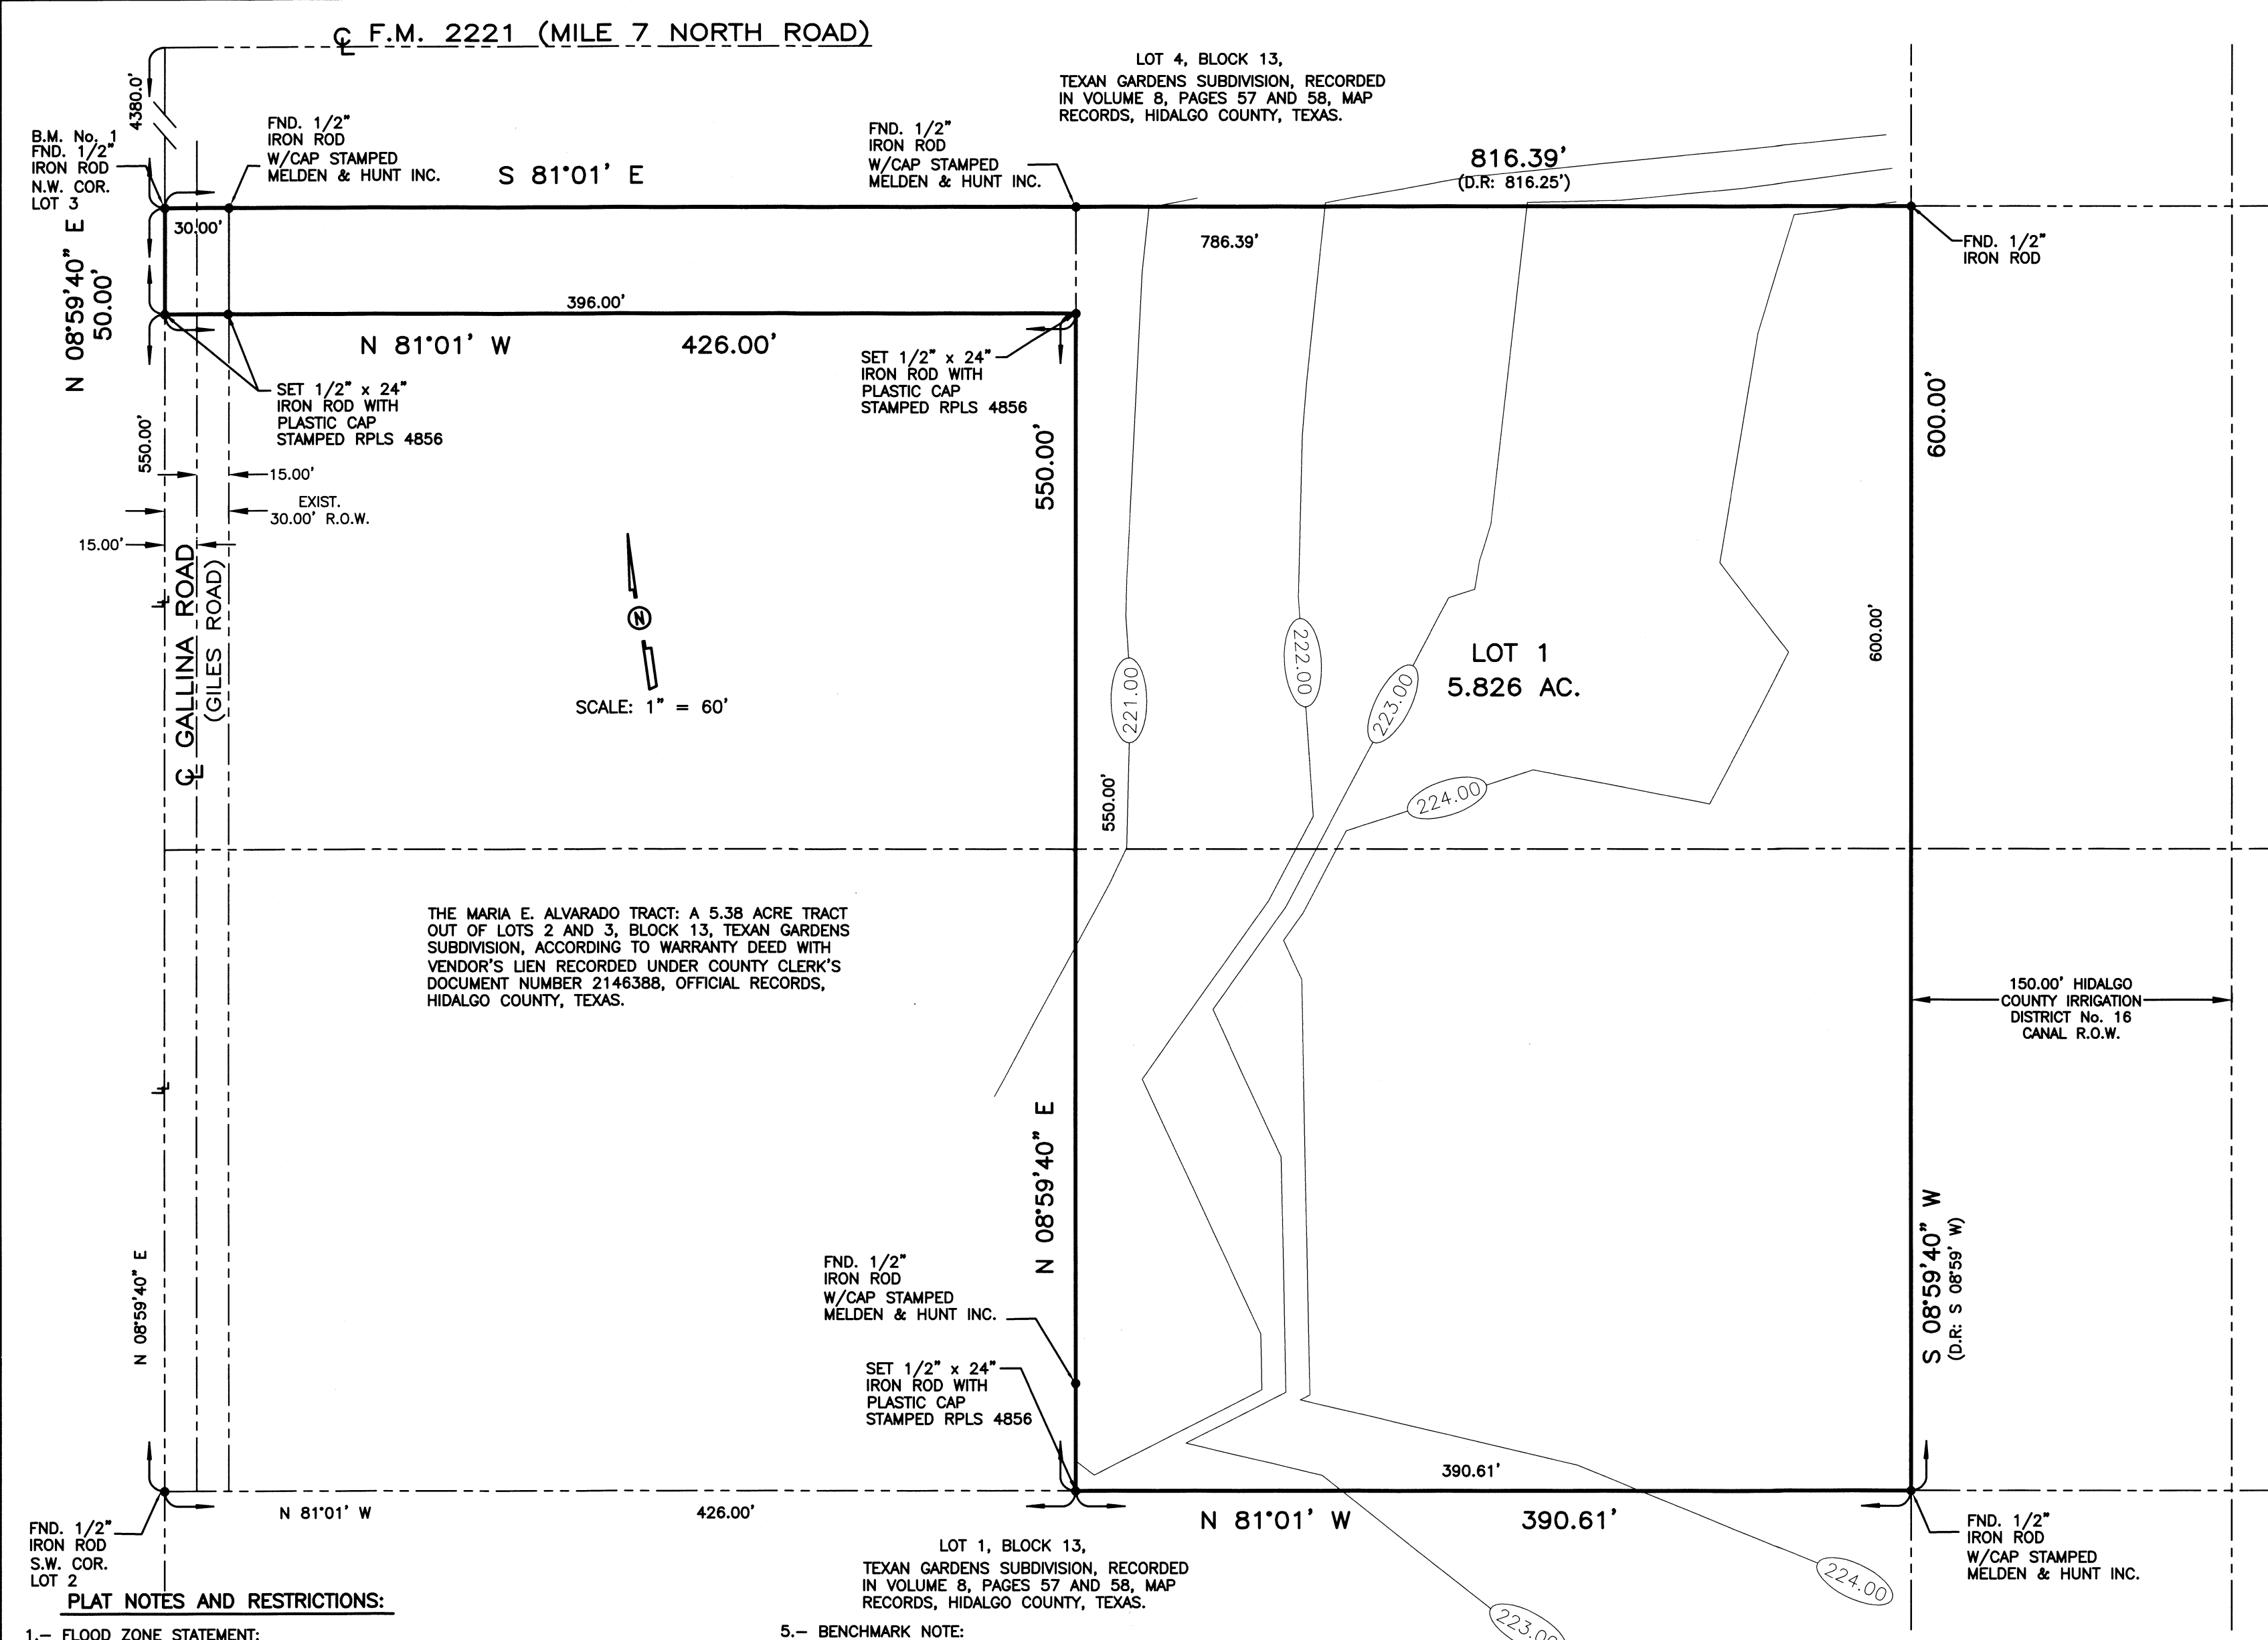 ℄ F.M. 2221 (MILE 7 NORTH ROAD)
LOT 4, BLOCK 13,
TEXAN GARDENS SUBDIVISION, RECORDED
IN VOLUME 8, PAGES 57 AND 58, MAP
RECORDS, HIDALGO COUNTY, TEXAS.
4380.0'
B.M. No. 1
FND. 1/2"
IRON ROD
N.W. COR.
LOT 3
FND. 1/2"
IRON ROD
W/CAP STAMPED
MELDEN & HUNT INC.
S 81°01' E
FND. 1/2"
IRON ROD
W/CAP STAMPED
MELDEN & HUNT INC.
816.39'
(D.R: 816.25')
30.00'
786.39'
FND. 1/2"
IRON ROD
N 08°59'40" E
50.00'
396.00'
N 81°01' W
426.00'
SET 1/2" x 24"
IRON ROD WITH
PLASTIC CAP
STAMPED RPLS 4856
SET 1/2" x 24"
IRON ROD WITH
PLASTIC CAP
STAMPED RPLS 4856
550.00'
550.00'
600.00'
15.00'
EXIST.
30.00' R.O.W.
15.00'
℄ GALLINA ROAD
(GILES ROAD)
N
SCALE: 1" = 60'
221.00
222.00
223.00
224.00
LOT 1
5.826 AC.
600.00'
550.00'
THE MARIA E. ALVARADO TRACT: A 5.38 ACRE TRACT
OUT OF LOTS 2 AND 3, BLOCK 13, TEXAN GARDENS
SUBDIVISION, ACCORDING TO WARRANTY DEED WITH
VENDOR'S LIEN RECORDED UNDER COUNTY CLERK'S
DOCUMENT NUMBER 2146388, OFFICIAL RECORDS,
HIDALGO COUNTY, TEXAS.
150.00' HIDALGO
COUNTY IRRIGATION
DISTRICT No. 16
CANAL R.O.W.
N 08°59'40" E
N 08°59'40" E
S 08°59'40" W
(D.R: S 08°59' W)
FND. 1/2"
IRON ROD
W/CAP STAMPED
MELDEN & HUNT INC.
SET 1/2" x 24"
IRON ROD WITH
PLASTIC CAP
STAMPED RPLS 4856
390.61'
N 81°01' W
426.00'
N 81°01' W
390.61'
FND. 1/2"
IRON ROD
S.W. COR.
LOT 2
FND. 1/2"
IRON ROD
W/CAP STAMPED
MELDEN & HUNT INC.
LOT 1, BLOCK 13,
TEXAN GARDENS SUBDIVISION, RECORDED
IN VOLUME 8, PAGES 57 AND 58, MAP
RECORDS, HIDALGO COUNTY, TEXAS.
224.00
223.00
PLAT NOTES AND RESTRICTIONS:
1.– FLOOD ZONE STATEMENT:
5.– BENCHMARK NOTE: